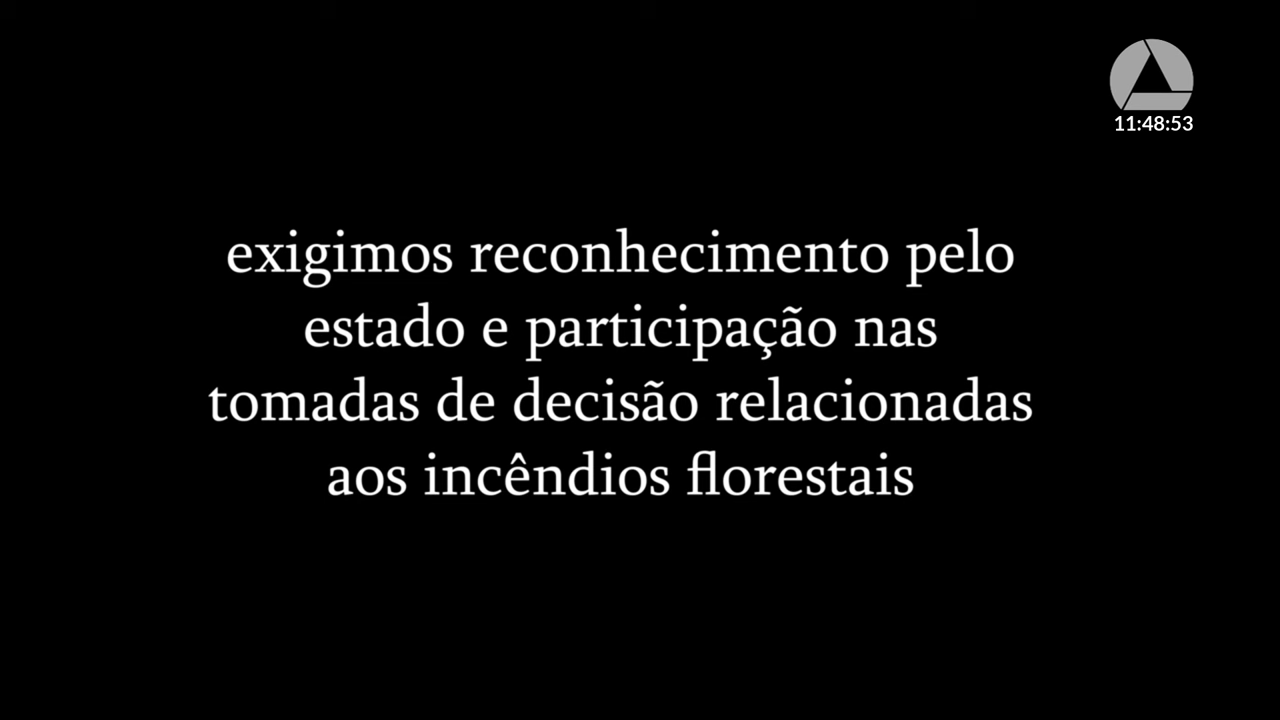 11:48:53
exigimos reconhecimento pelo
estado e participação nas
tomadas de decisão relacionadas
aos incêndios florestais